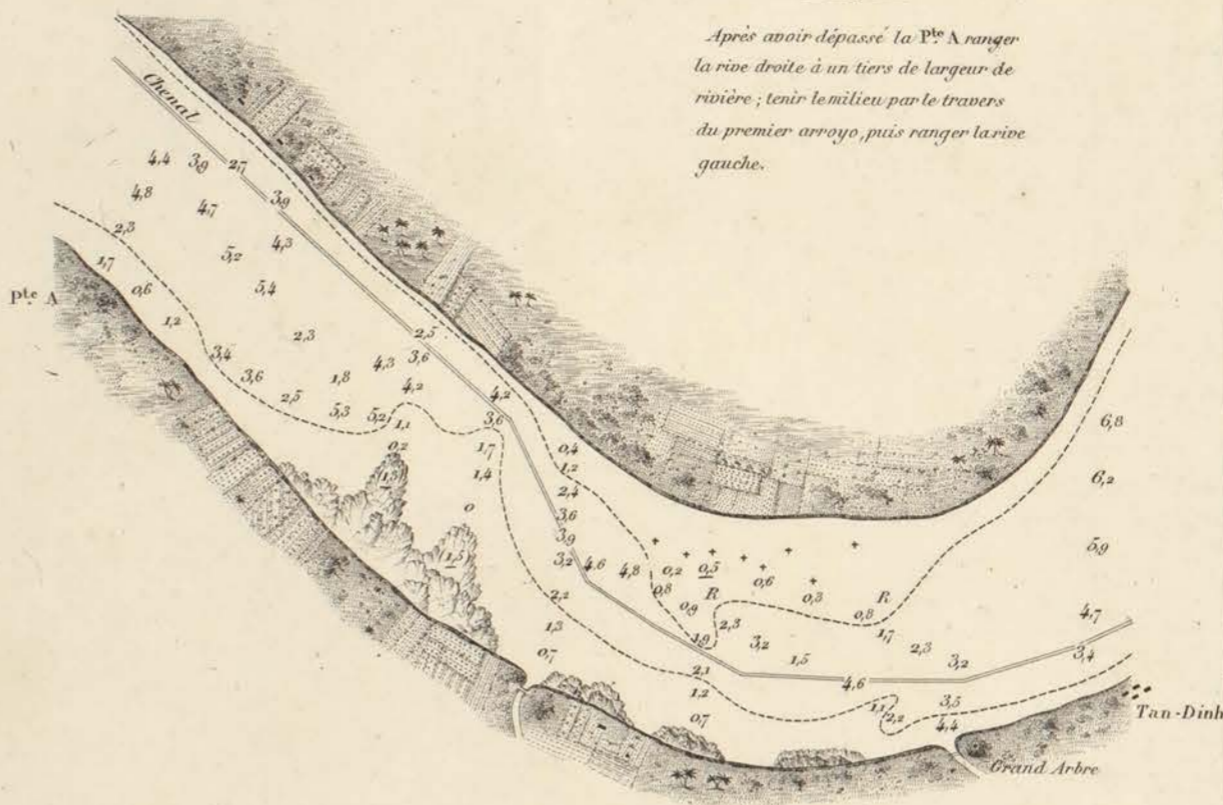 Après avoir dépassé la Pte A ranger
la rive droite à un tiers de largeur de
rivière ; tenir le milieu par le travers
du premier arroyo, puis ranger la rive
gauche.
Chenal
4,4 3,9 2,7
4,8 4,7 3,9
2,3 5,2 4,3
1,7 5,4
Pte A
0,6
1,2 2,3 2,5
3,4 3,6 4,3 3,6
2,5 1,8 4,2 4,2
5,3 5,2 3,6
1,1
0,2 1,7 0,4
(1,5) 1,4 1,2
0 2,4
3,6
3,9
(1,5) 3,2 4,6 4,8 0,2 0,5 0,6 0,3
0,8 R R
2,2 0,9 0,8
1,3 1,9 2,3 3,2 1,7
0,7 2,1 1,5 2,3 3,2 3,4
1,2 4,6
0,7 1,1 2,2 3,5
4,4
6,8
6,2
5,9
4,7
Tan-Dinh
Grand Arbre